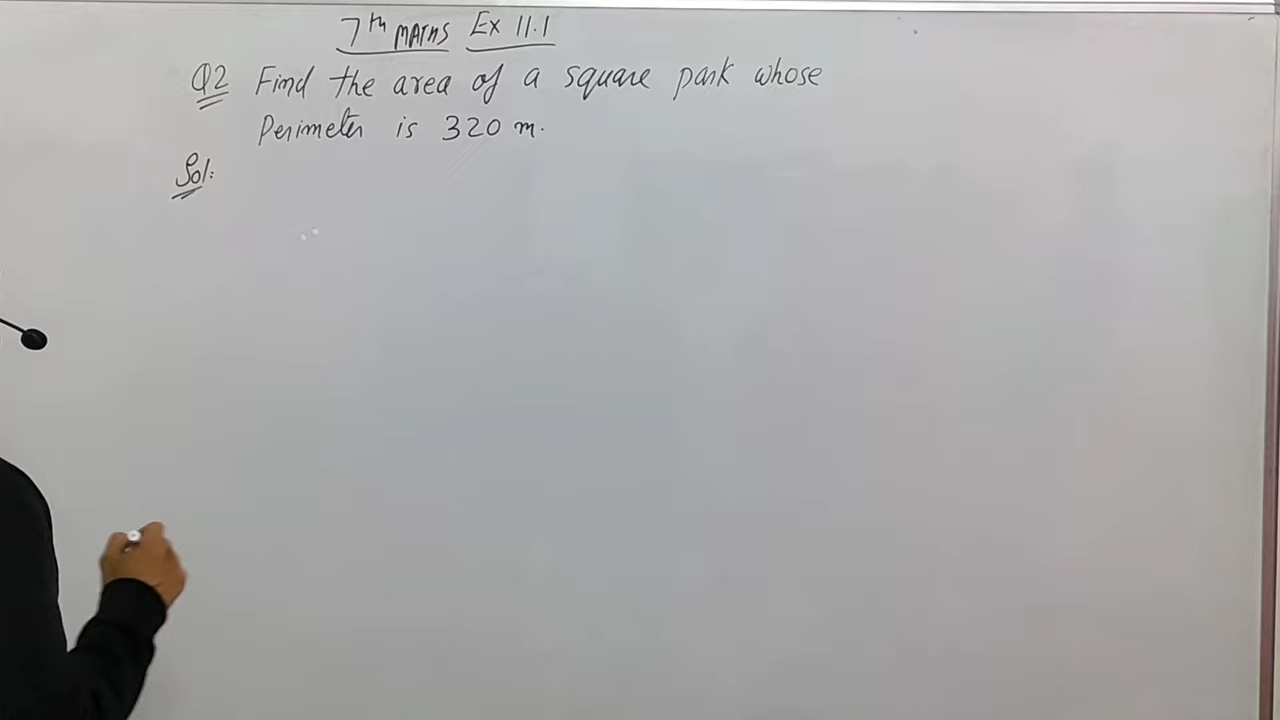 7th MATHS Ex 11.1
Q2 Find the area of a square park whose
Perimeter is 320 m.
Sol: